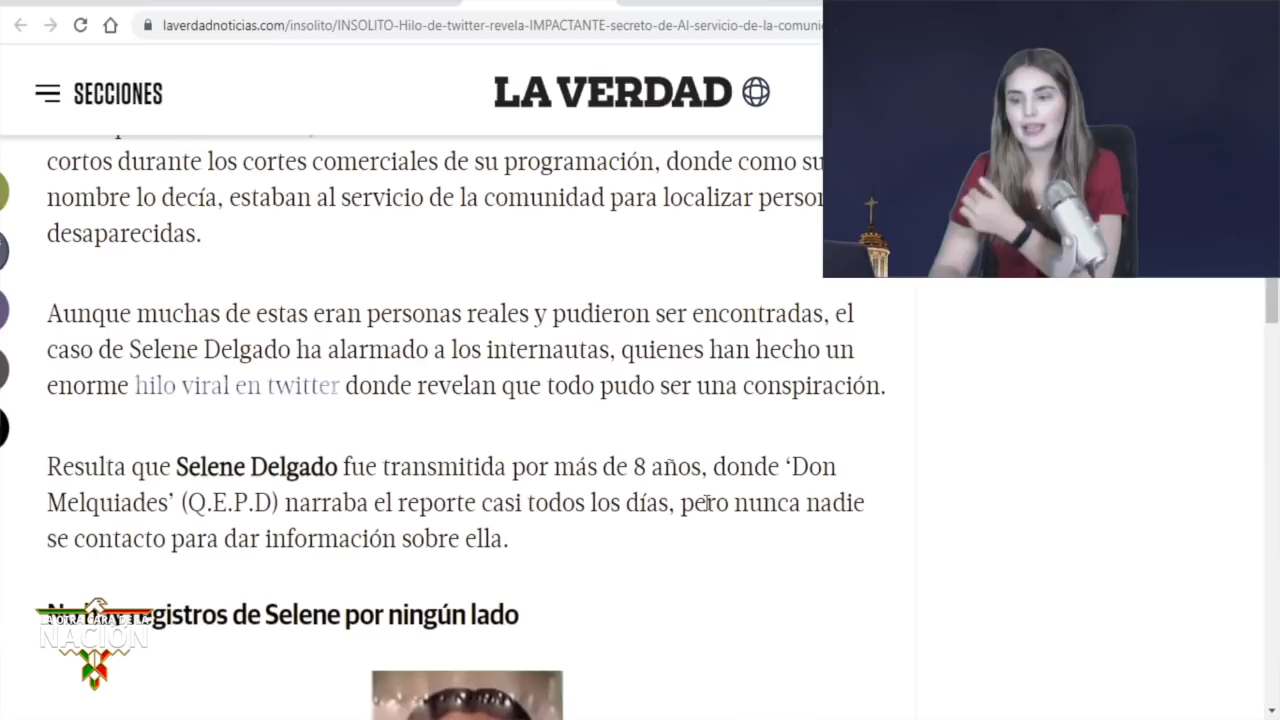 laverdadnoticias.com/insolito/INSOLITO-Hilo-de-twitter-revela-IMPACTANTE-secreto-de-Al-servicio-de-la-comuni
SECCIONES
LA VERDAD
cortos durante los cortes comerciales de su programación, donde como su
nombre lo decía, estaban al servicio de la comunidad para localizar person
desaparecidas.
Aunque muchas de estas eran personas reales y pudieron ser encontradas, el
caso de Selene Delgado ha alarmado a los internautas, quienes han hecho un
enorme hilo viral en twitter donde revelan que todo pudo ser una conspiración.
Resulta que Selene Delgado fue transmitida por más de 8 años, donde ‘Don
Melquiades’ (Q.E.P.D) narraba el reporte casi todos los días, pero nunca nadie
se contacto para dar información sobre ella.
registros de Selene por ningún lado
LA OTRA CARA DE LA
NACIÓN